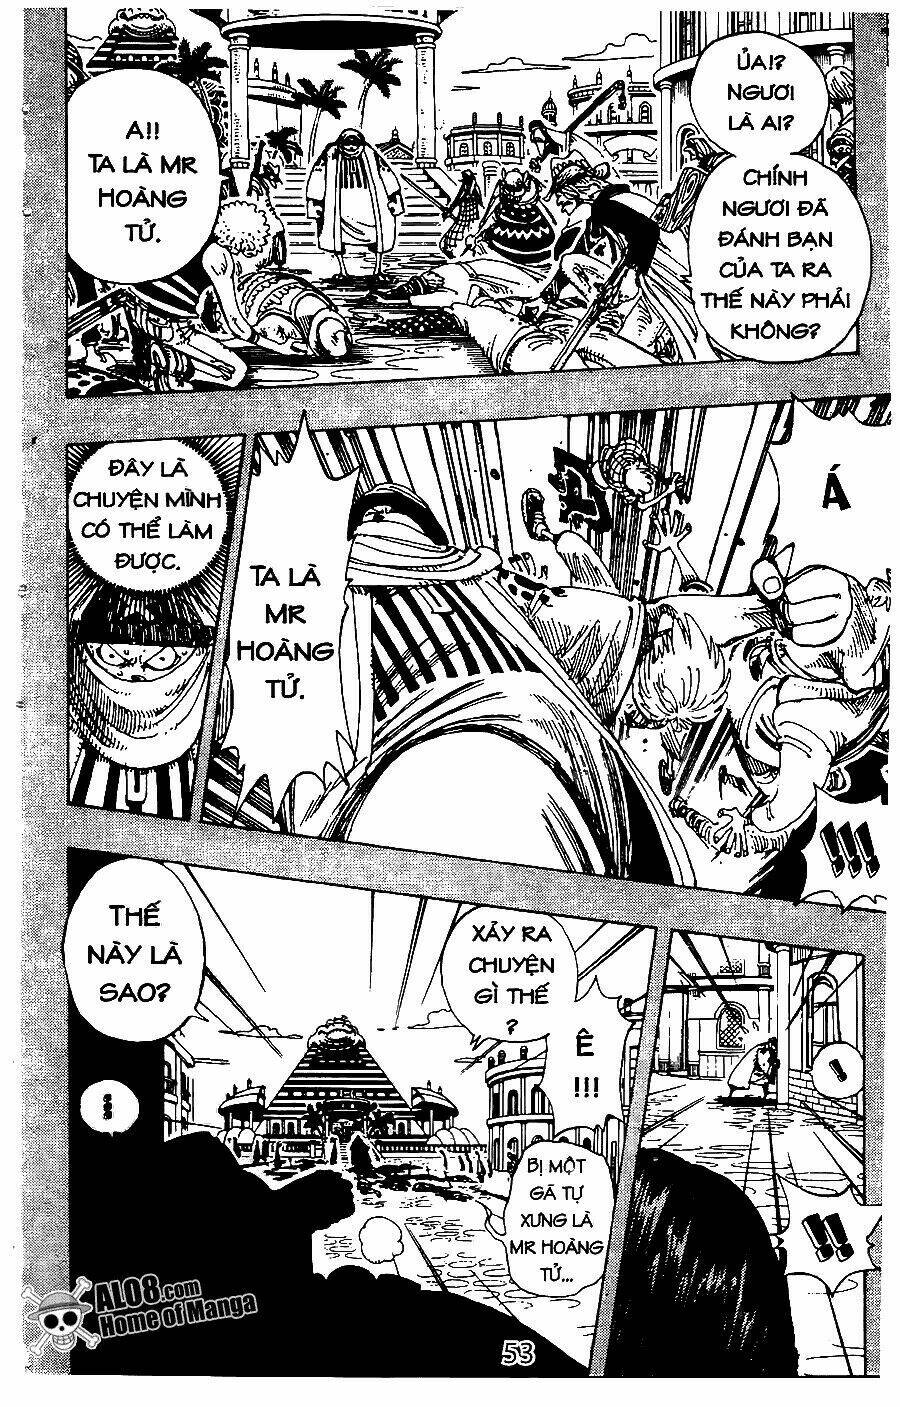 ỦA!?
NGƯƠI
LÀ AI?
CHÍNH
NGƯƠI ĐÃ
ĐÁNH BẠN
CỦA TA RA
THẾ NÀY PHẢI
KHÔNG?
A!!
TA LÀ MR
HOÀNG
TỬ.
Á
!!!
TA LÀ
MR
HOÀNG
TỬ.
ĐÂY LÀ
CHUYỆN MÌNH
CÓ THỂ LÀM
ĐƯỢC.
!
!!
XẢY RA
CHUYỆN
GÌ THẾ
?
Ê
!!!
BỊ MỘT
GÃ TỰ
XƯNG LÀ
MR HOÀNG
TỬ...
THẾ
NÀY LÀ
SAO?
ALO8.com
Home of Manga
53